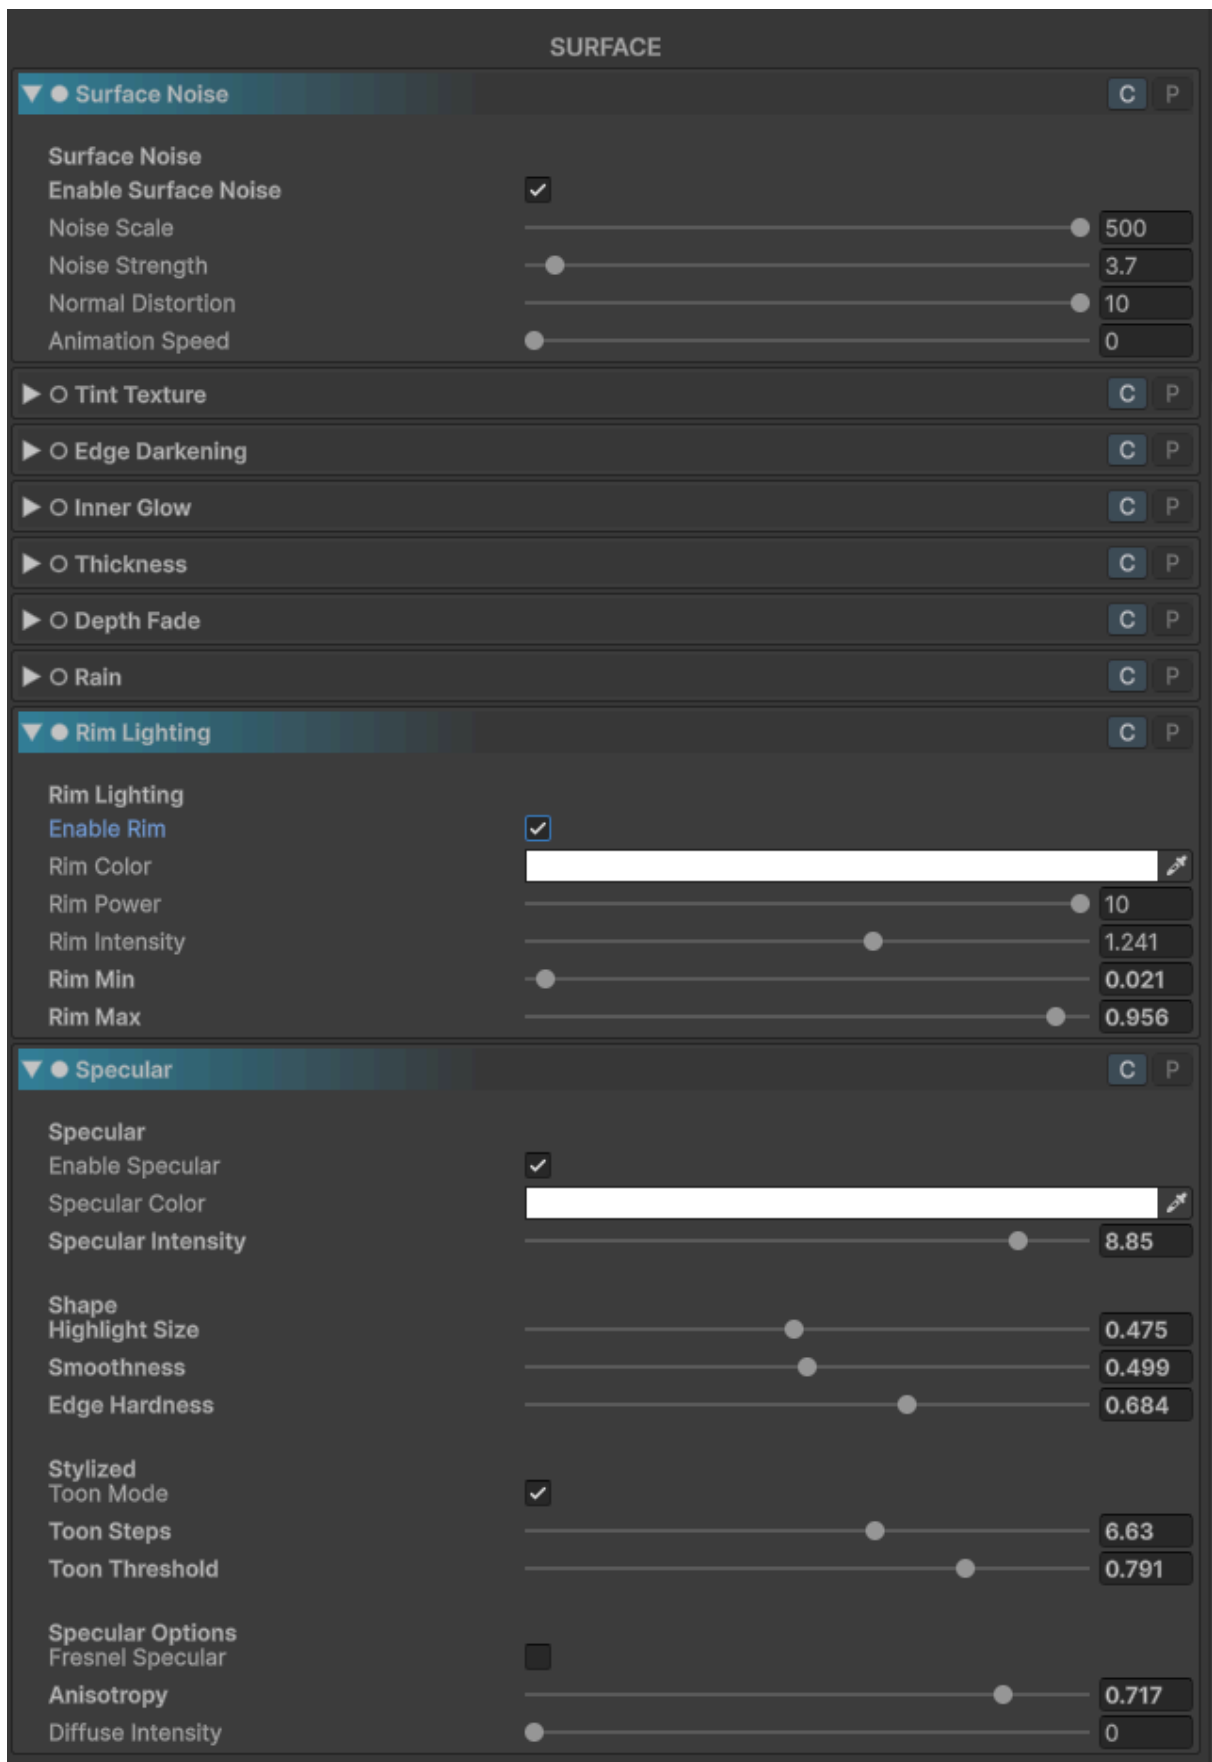 SURFACE
Surface Noise C P
Surface Noise
Enable Surface Noise
Noise Scale 500
Noise Strength 3.7
Normal Distortion 10
Animation Speed 0
Tint Texture C P
Edge Darkening C P
Inner Glow C P
Thickness C P
Depth Fade C P
Rain C P
Rim Lighting C P
Rim Lighting
Enable Rim
Rim Color
Rim Power 10
Rim Intensity 1.241
Rim Min 0.021
Rim Max 0.956
Specular C P
Specular
Enable Specular
Specular Color
Specular Intensity 8.85
Shape
Highlight Size 0.475
Smoothness 0.499
Edge Hardness 0.684
Stylized
Toon Mode
Toon Steps 6.63
Toon Threshold 0.791
Specular Options
Fresnel Specular
Anisotropy 0.717
Diffuse Intensity 0